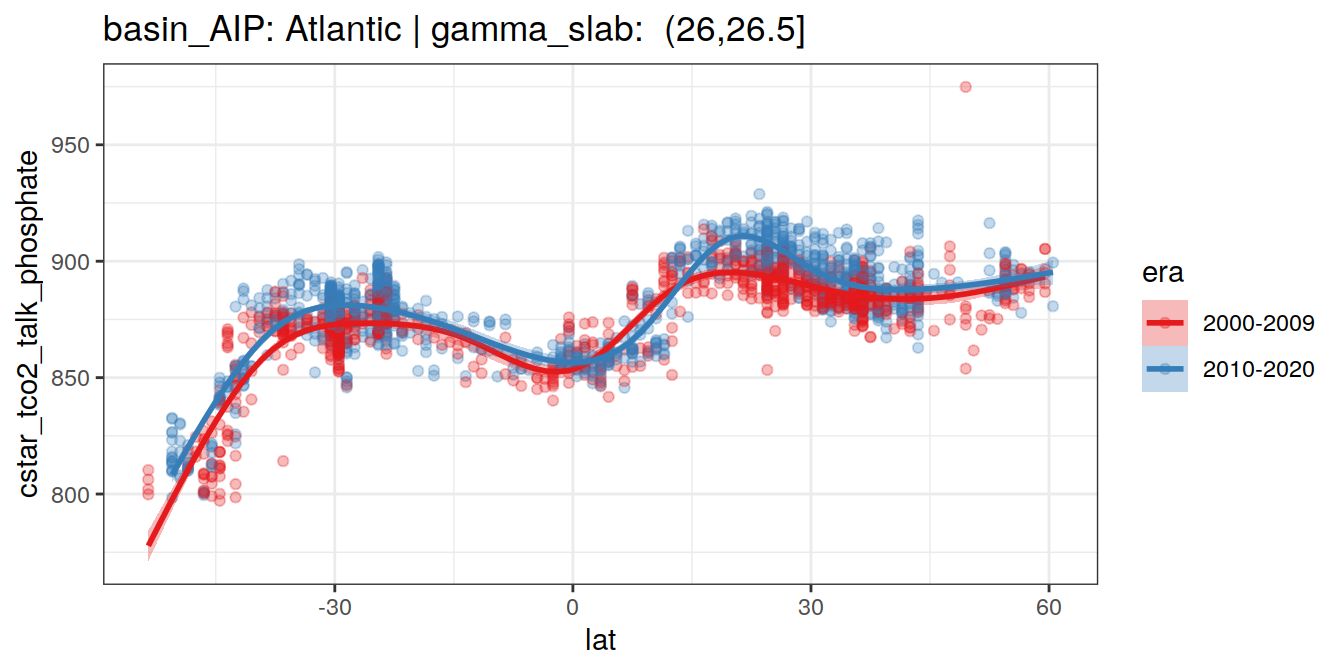 basin_AIP: Atlantic | gamma_slab:  (26,26.5]
cstar_tco2_talk_phosphate
950
900
850
800
-30
0
30
60
lat
era
2000-2009
2010-2020